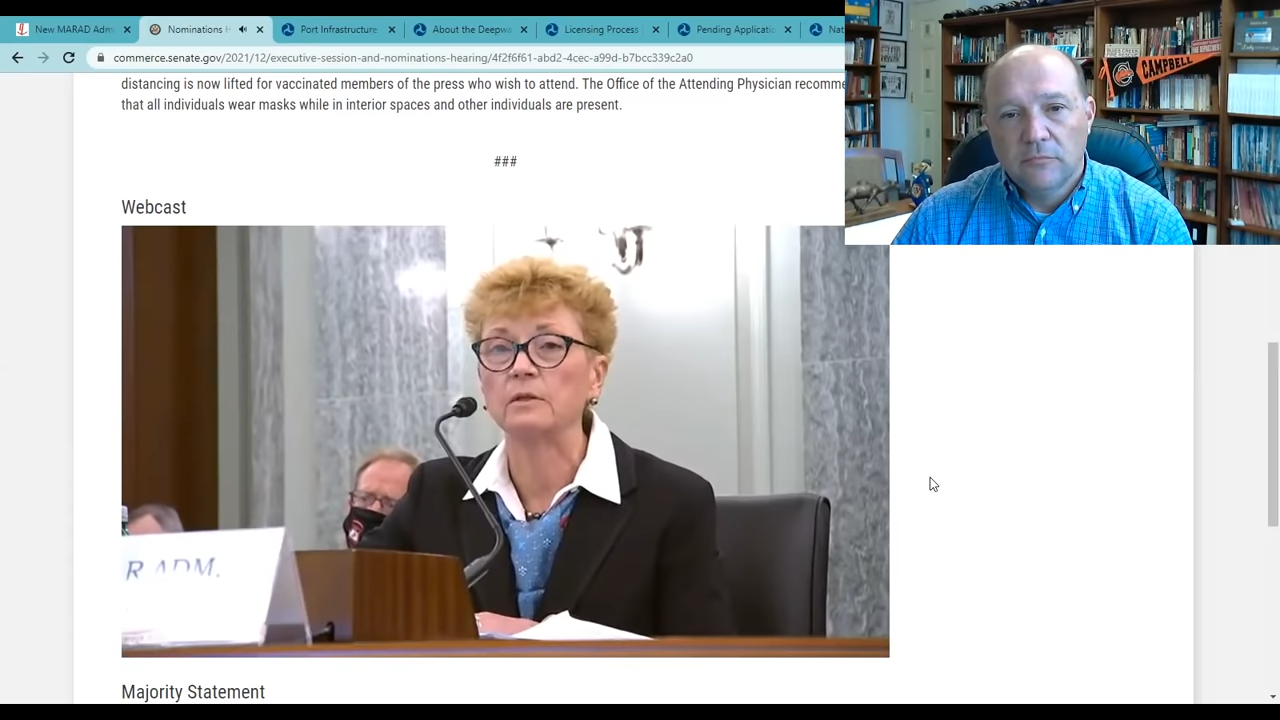 New MARAD Adm
Nominations H
Port Infrastructure
About the Deepwa
Licensing Process
Pending Applicatio
Nat
commerce.senate.gov/2021/12/executive-session-and-nominations-hearing/4f2f6f61-abd2-4cec-a99d-b7bcc339c2a0
distancing is now lifted for vaccinated members of the press who wish to attend. The Office of the Attending Physician recomme
that all individuals wear masks while in interior spaces and other individuals are present.
###
Webcast
CAMPBELL
R ADM.
Majority Statement